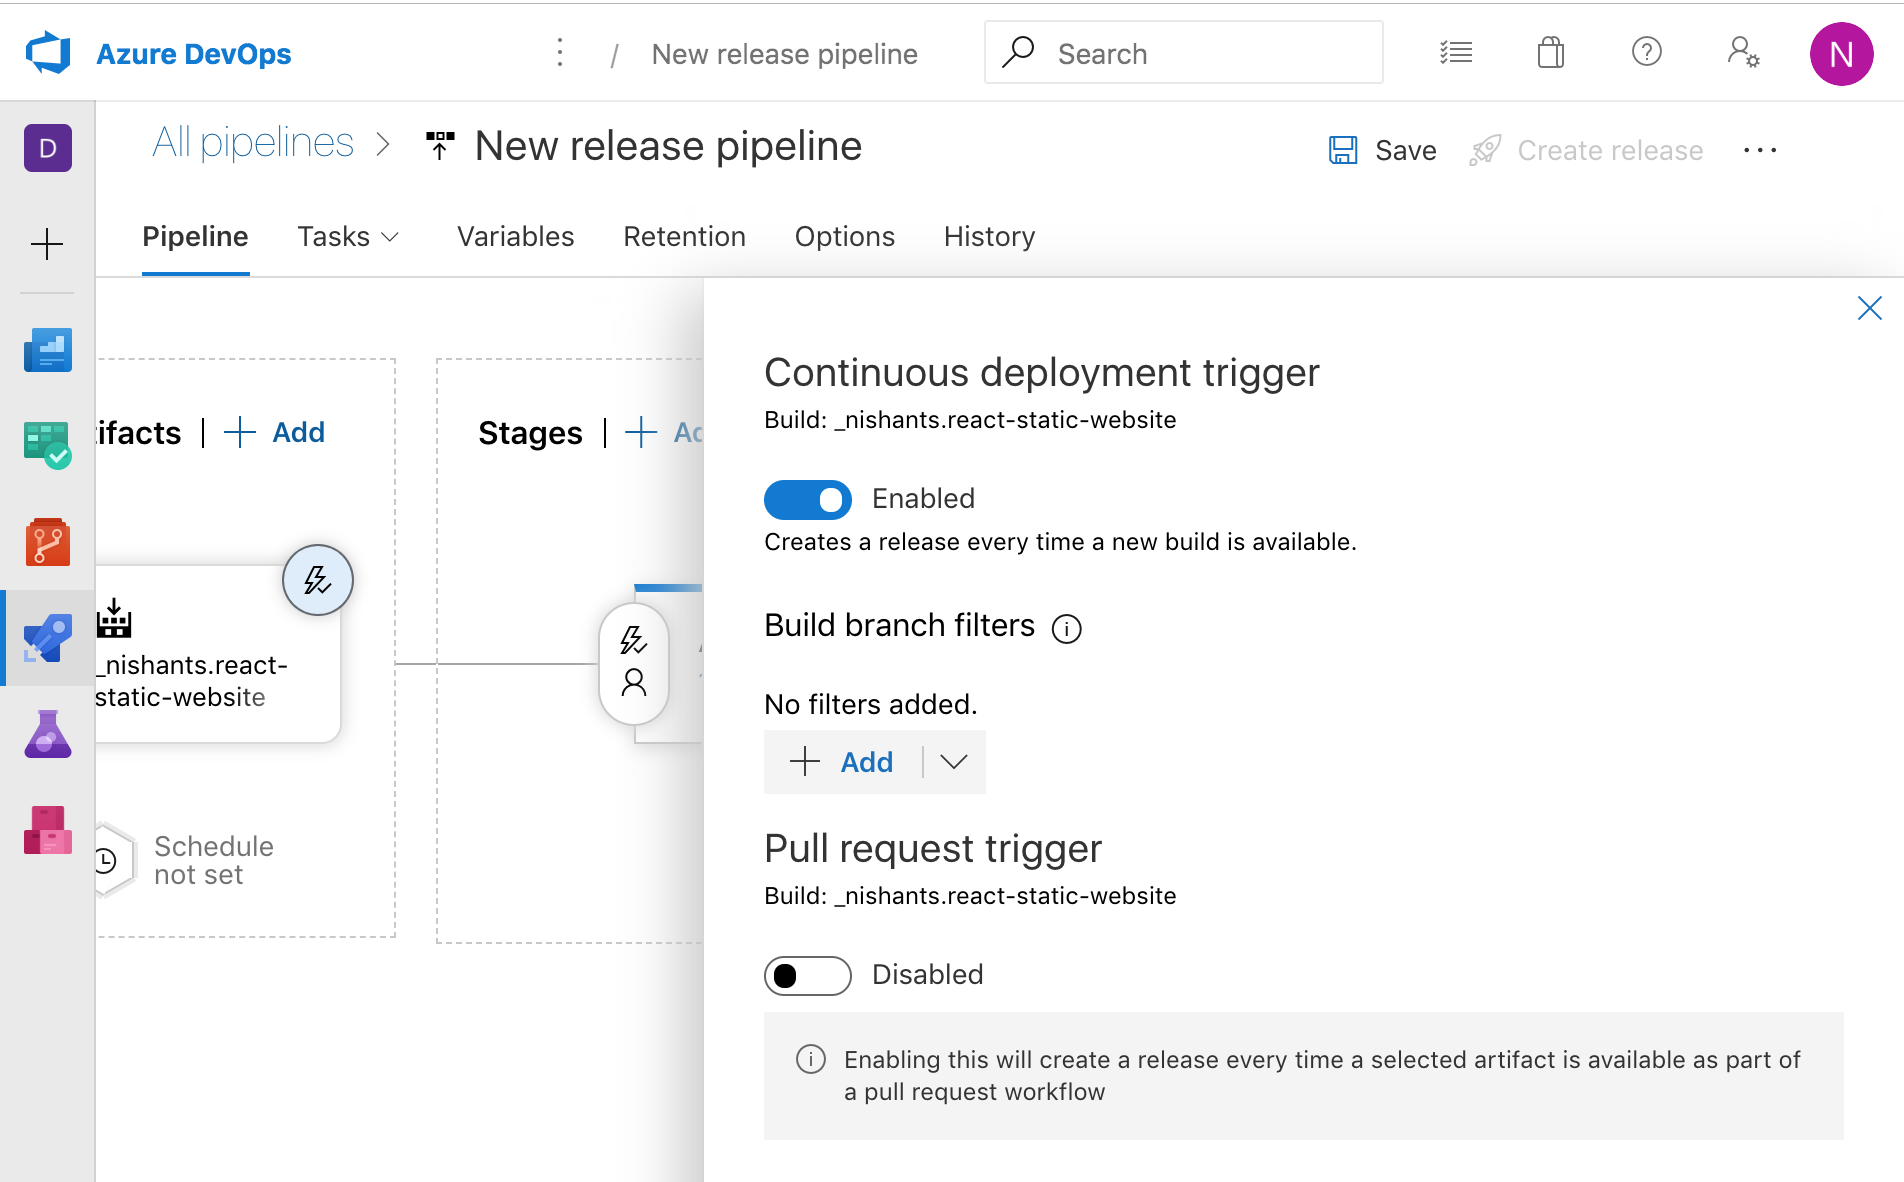 Azure DevOps
/ New release pipeline
Search
N
D
All pipelines > New release pipeline
Save
Create release
Pipeline
Tasks
Variables
Retention
Options
History
ifacts | + Add
Stages | +
_nishants.react-
static-website
Schedule
not set
Continuous deployment trigger
Build: _nishants.react-static-website
Enabled
Creates a release every time a new build is available.
Build branch filters
No filters added.
+ Add
Pull request trigger
Build: _nishants.react-static-website
Disabled
Enabling this will create a release every time a selected artifact is available as part of
a pull request workflow